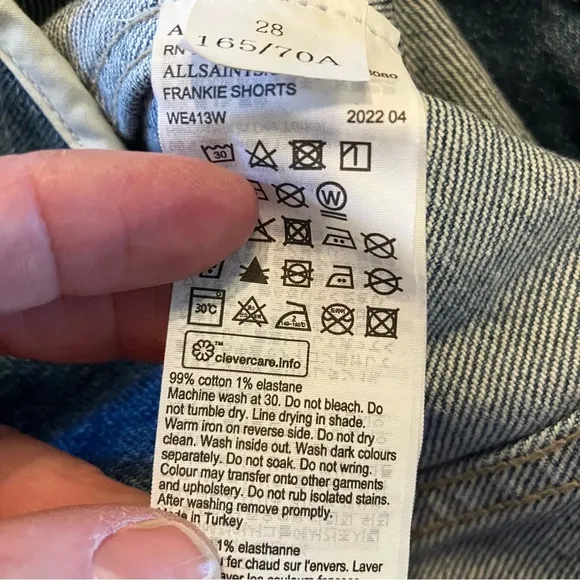 28
165/70A
A
RN
ALLSAINTS
FRANKIE SHORTS
WE413W 2022 04
30
W
30℃
2
™
clevercare.info
99% cotton 1% elastane
Machine wash at 30. Do not bleach. Do
not tumble dry. Line drying in shade.
Warm iron on reverse side. Do not dry
clean. Wash inside out. Wash dark colours
separately. Do not soak. Do not wring.
Colour may transfer onto other garments
and upholstery. Do not rub isolated stains.
After washing remove promptly.
Made in Turkey
1% elasthanne
fer chaud sur l'envers. Laver